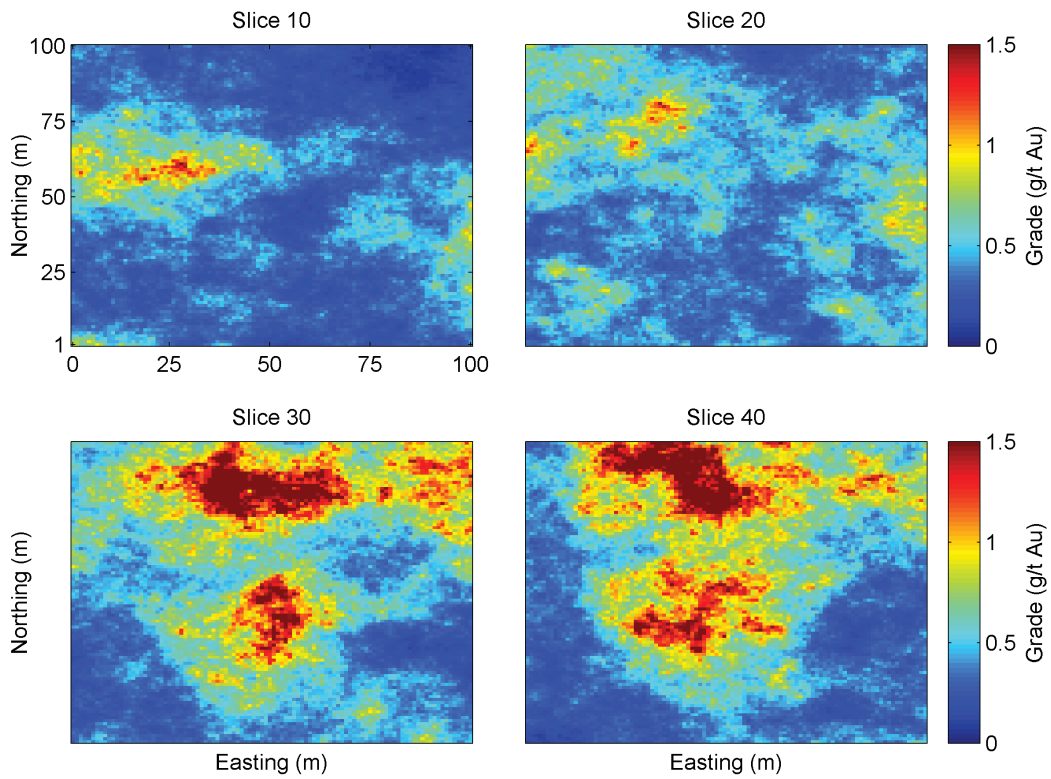 Slice 10
Slice 20
100
75
50
25
1
0 25 50 75 100
Northing (m)
1.5
1
0.5
0
Grade (g/t Au)
Slice 30
Slice 40
Northing (m)
Easting (m)
Easting (m)
1.5
1
0.5
0
Grade (g/t Au)